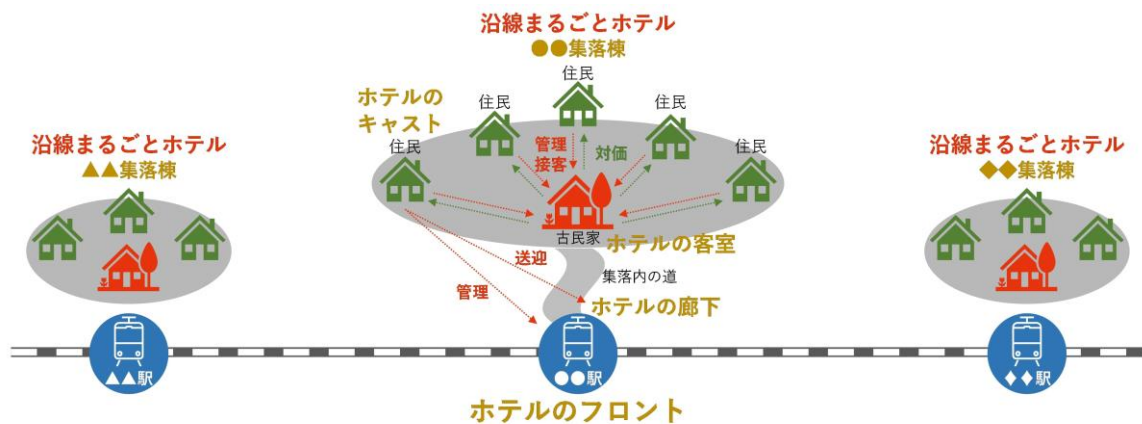 沿線まるごとホテル
●●集落棟
住民
ホテルの
キャスト
住民
住民
住民
住民
管理
接客
対価
沿線まるごとホテル
▲▲集落棟
沿線まるごとホテル
◆◆集落棟
古民家
ホテルの客室
送迎
集落内の道
管理
ホテルの廊下
▲▲駅
●●駅
◆◆駅
ホテルのフロント